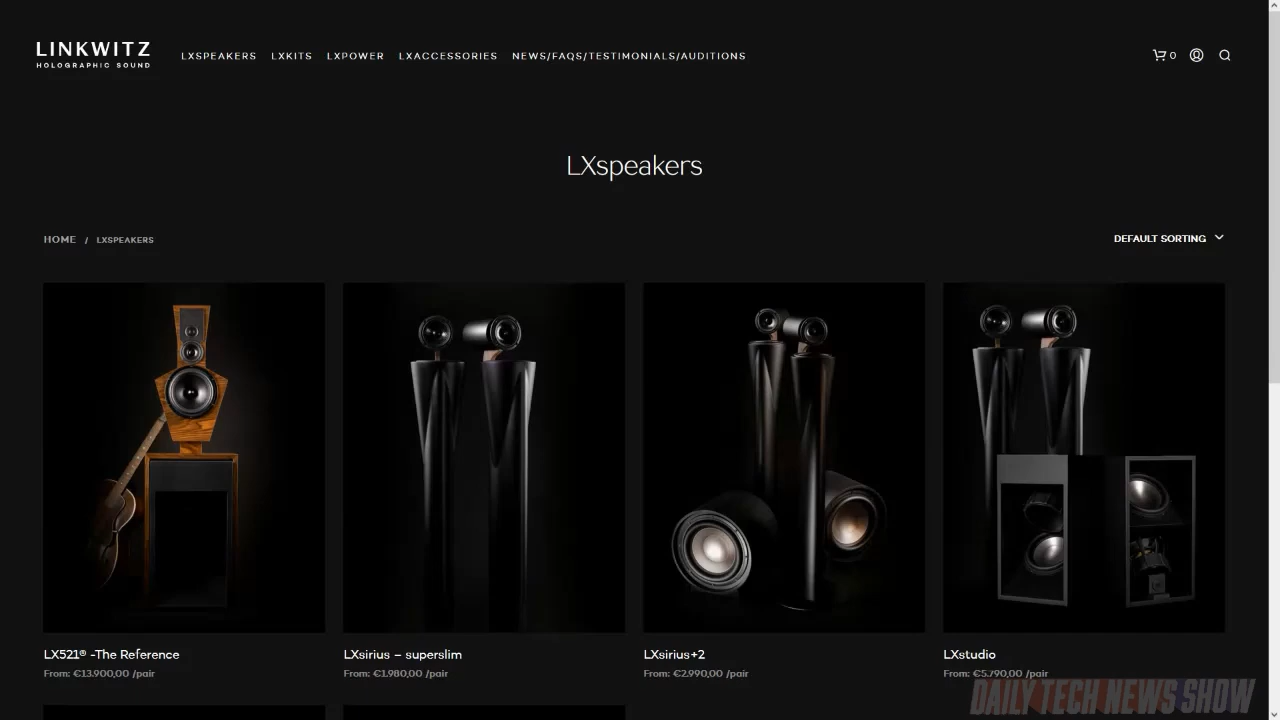 LINKWITZ
HOLOGRAPHIC SOUND
LXSPEAKERS LXKITS LXPOWER LXACCESSORIES NEWS/FAQS/TESTIMONIALS/AUDITIONS
0
LXspeakers
HOME / LXSPEAKERS
DEFAULT SORTING
LX521® -The Reference
From: €13.900,00 /pair
LXsirius – superslim
From: €1.980,00 /pair
LXsirius+2
From: €2.990,00 /pair
LXstudio
From: €5.790,00 /pair
DAILY TECH NEWS SHOW